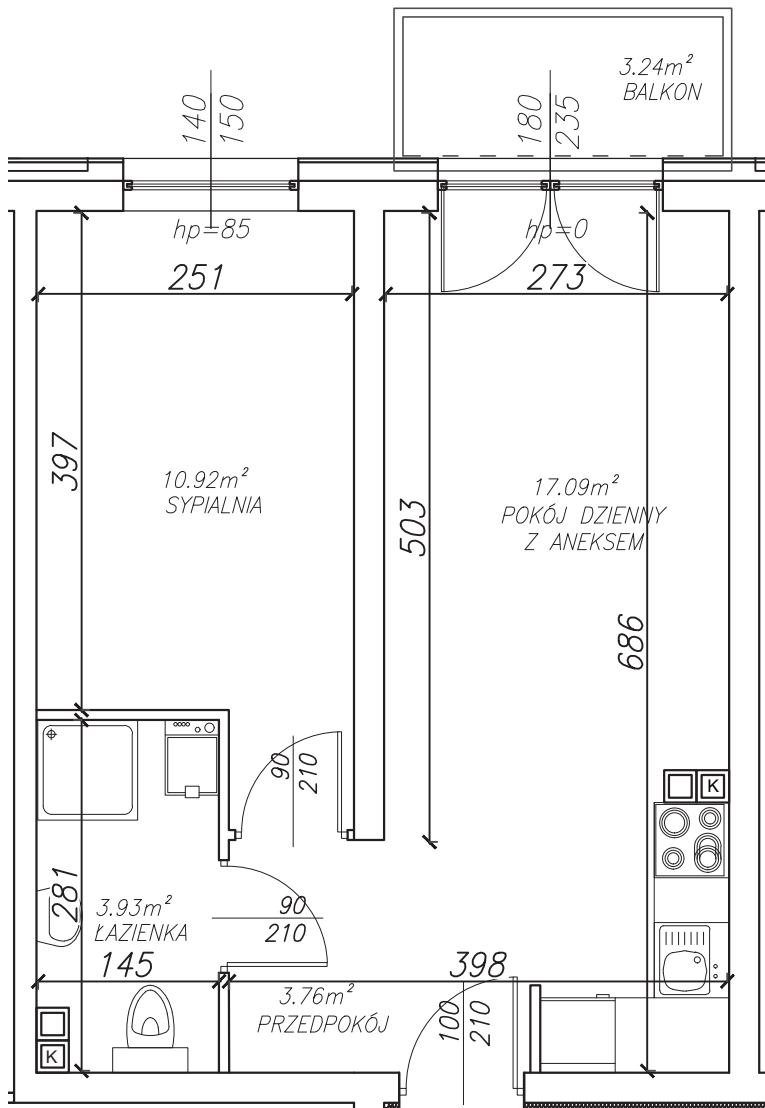 3.24m²
BALKON
140
150
180
235
hp=85
hp=0
251
273
397
10.92m²
SYPIALNIA
503
17.09m²
POKÓJ DZIENNY
Z ANEKSEM
686
90
210
K
281
3.93m²
ŁAZIENKA
90
210
145
398
3.76m²
PRZEDPOKÓJ
100
210
K